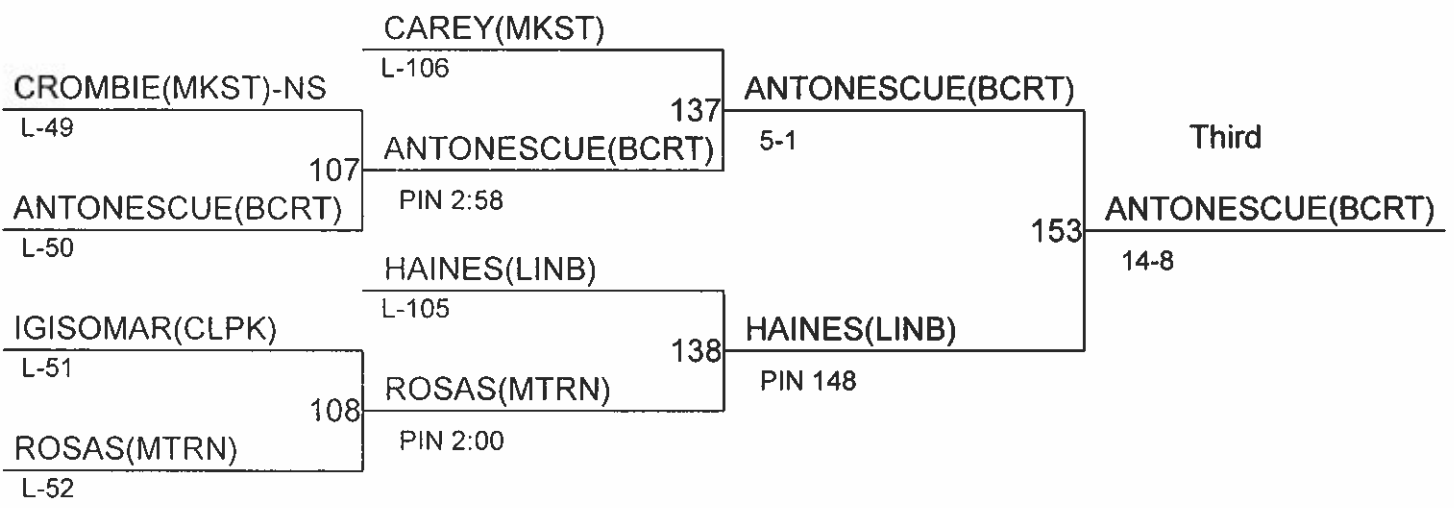 CAREY(MKST)
L-106
CROMBIE(MKST)-NS
L-49
137
ANTONESCUE(BCRT)
5-1
Third
107
ANTONESCUE(BCRT)
PIN 2:58
ANTONESCUE(BCRT)
L-50
153
ANTONESCUE(BCRT)
14-8
HAINES(LINB)
L-105
IGISOMAR(CLPK)
L-51
138
HAINES(LINB)
PIN 148
108
ROSAS(MTRN)
PIN 2:00
ROSAS(MTRN)
L-52